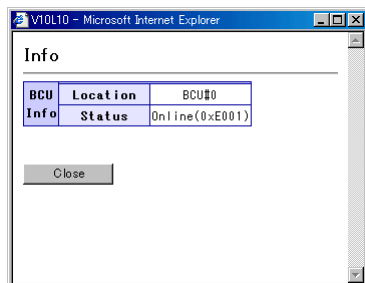 V10L10 - Microsoft Internet Explorer
Info
BCU Info
Location BCU#0
Status Online(0xE001)
Close